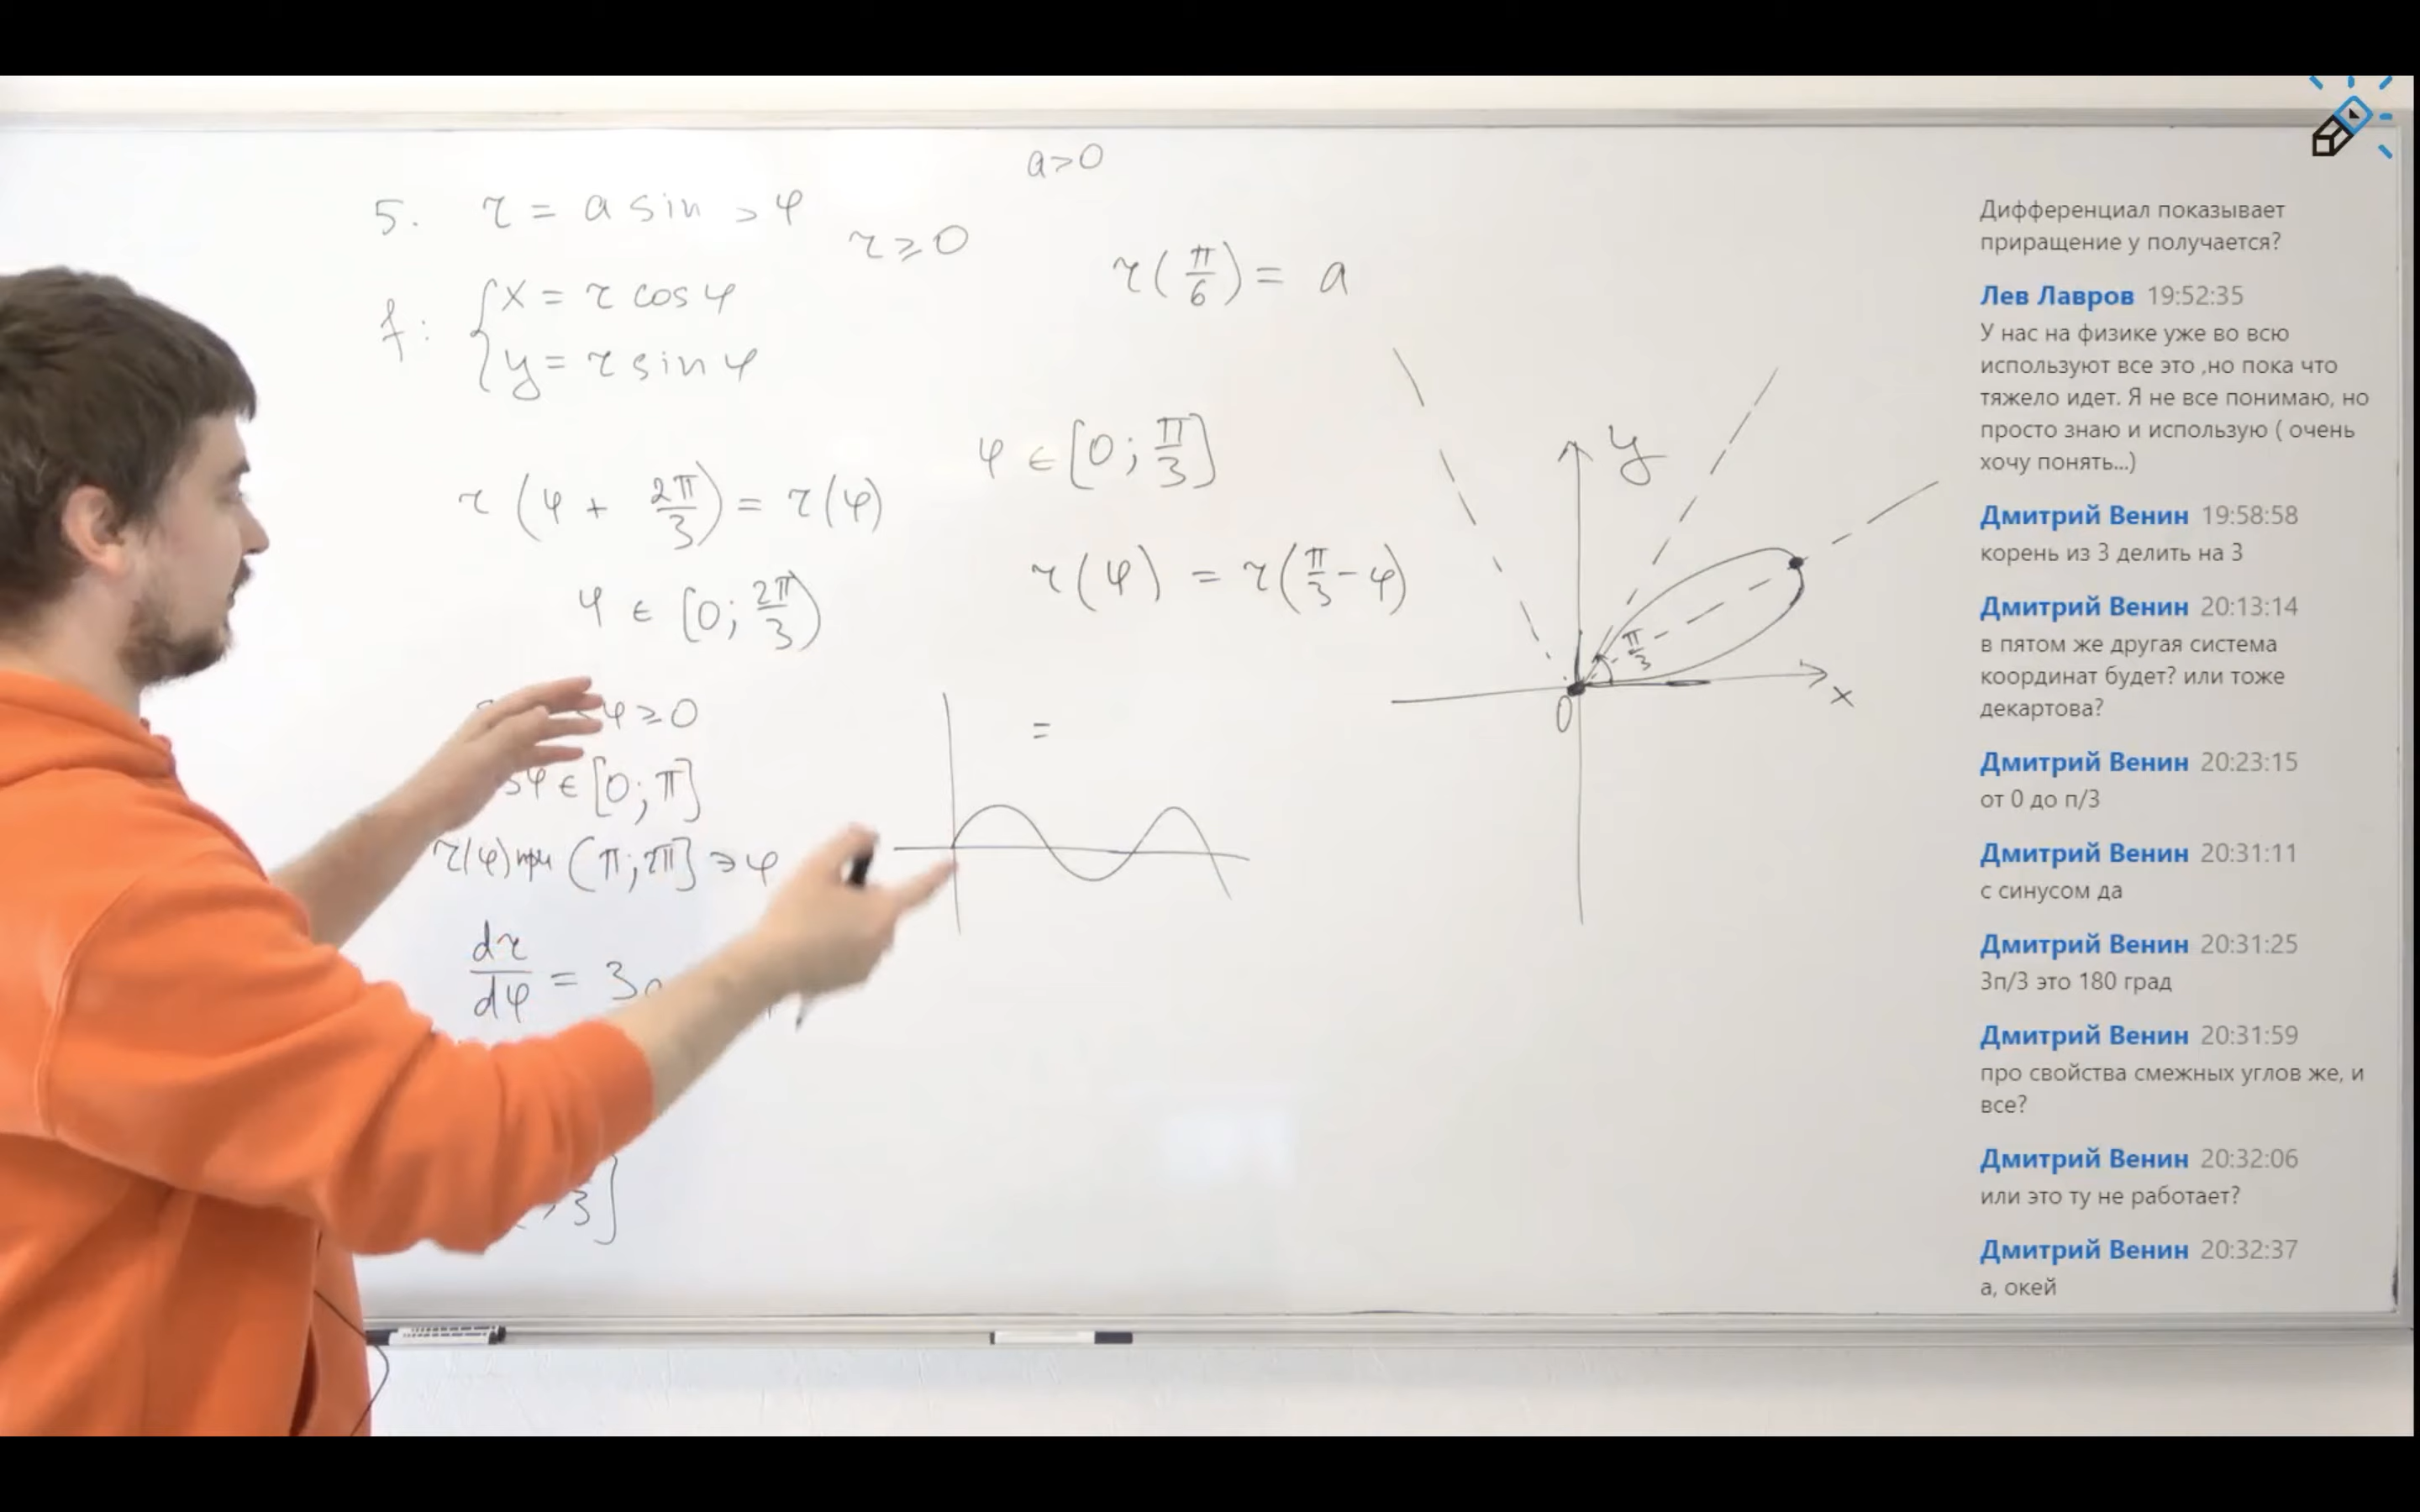 a>0
5. r = a sin 3φ
r ⩾ 0
r(π/6) = a
f: { x = r cos φ
y = r sin φ
φ ∈ [0; π/3]
r(φ + 2π/3) = r(φ)
r(φ) = r(π/3 − φ)
φ ∈ [0; 2π/3)
φ ⩾ 0
3φ ∈ [0; π]
r(φ) при (π; 2π] ∋ φ
dr/dφ = 3a
3]
=
y
π/3
0
x
Дифференциал показывает
приращение у получается?
Лев Лавров 19:52:35
У нас на физике уже во всю
используют все это ,но пока что
тяжело идет. Я не все понимаю, но
просто знаю и использую ( очень
хочу понять...)
Дмитрий Венин 19:58:58
корень из 3 делить на 3
Дмитрий Венин 20:13:14
в пятом же другая система
координат будет? или тоже
декартова?
Дмитрий Венин 20:23:15
от 0 до п/3
Дмитрий Венин 20:31:11
с синусом да
Дмитрий Венин 20:31:25
3п/3 это 180 град
Дмитрий Венин 20:31:59
про свойства смежных углов же, и
все?
Дмитрий Венин 20:32:06
или это ту не работает?
Дмитрий Венин 20:32:37
а, окей